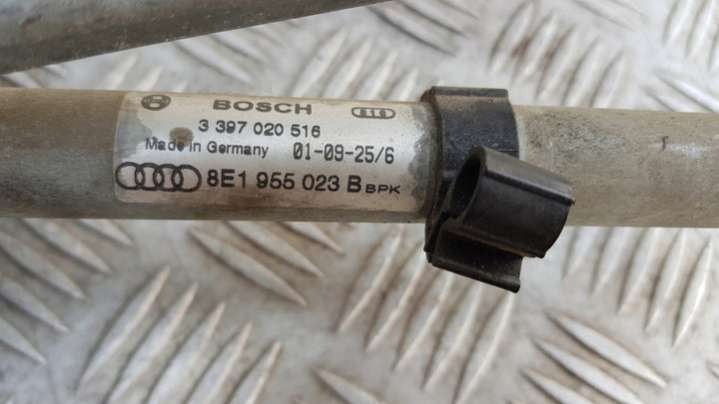 BOSCH
3 397 020 516
Made in Germany 01-09-25/6
8E1 955 023 B BPK